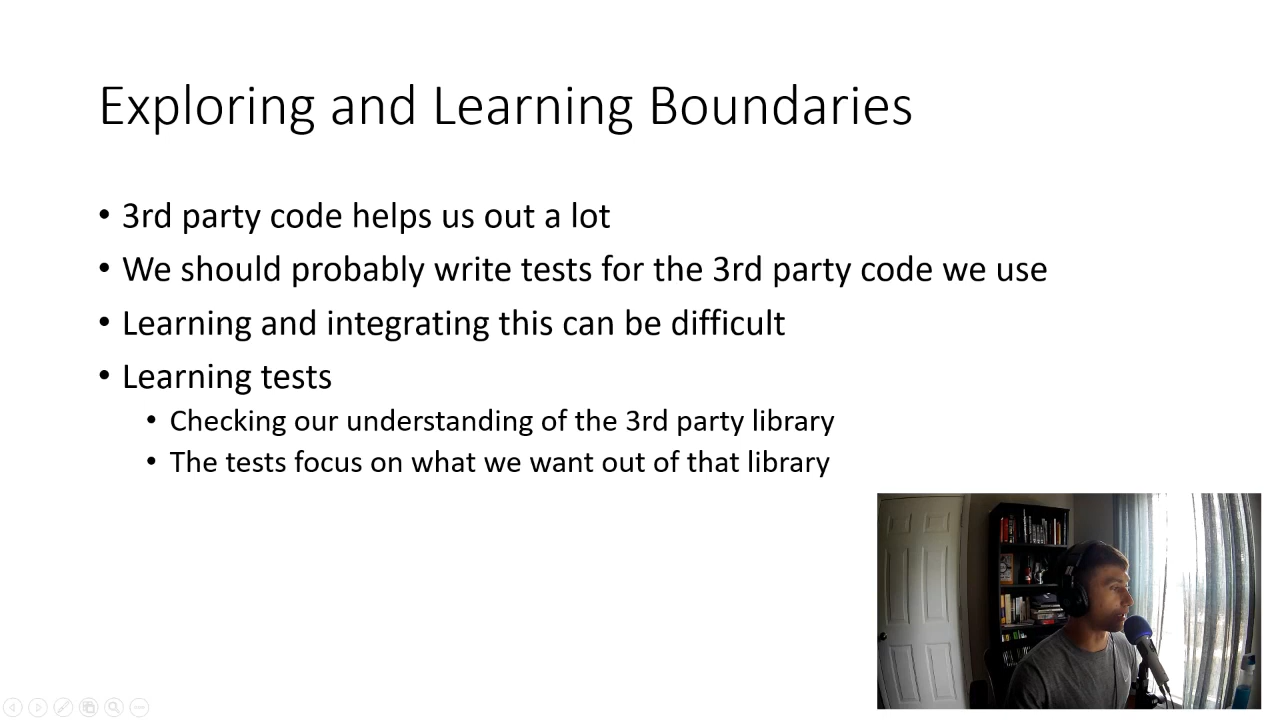 Exploring and Learning Boundaries
• 3rd party code helps us out a lot
• We should probably write tests for the 3rd party code we use
• Learning and integrating this can be difficult
• Learning tests
• Checking our understanding of the 3rd party library
• The tests focus on what we want out of that library